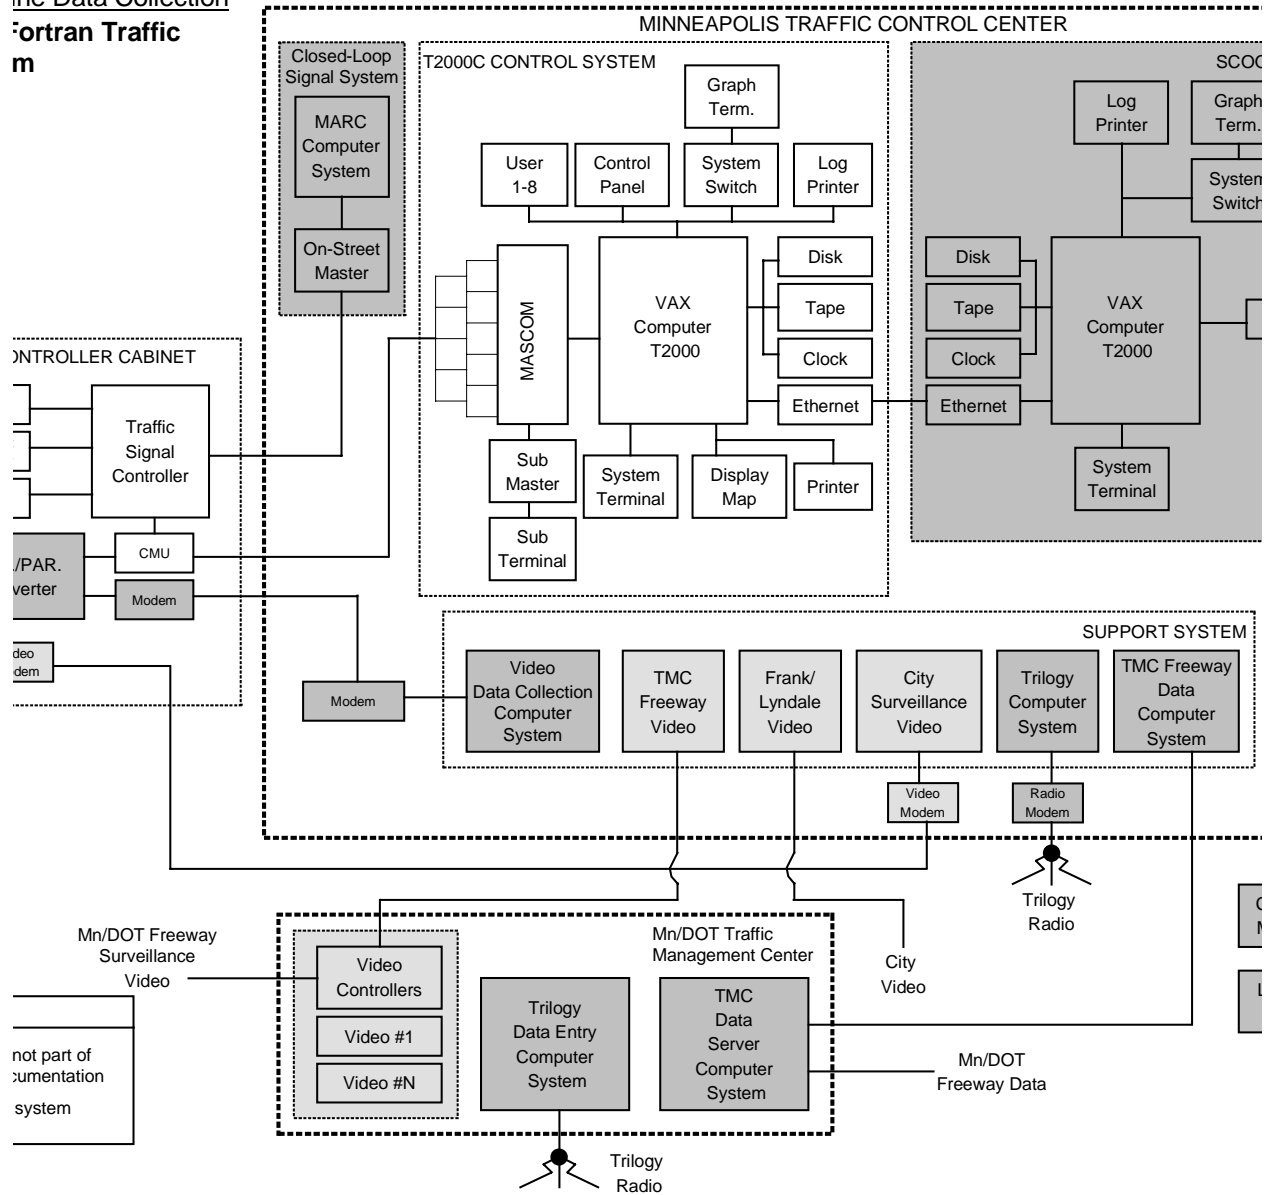 Data Collection
Fortran Traffic
MINNEAPOLIS TRAFFIC CONTROL CENTER
Closed-Loop
Signal System
MARC
Computer
System
On-Street
Master
T2000C CONTROL SYSTEM
Graph
Term.
User
1-8
Control
Panel
System
Switch
Log
Printer
MASCOM
VAX
Computer
T2000
Disk
Tape
Clock
Ethernet
Sub
Master
Sub
Terminal
System
Terminal
Display
Map
Printer
Log
Printer
Graph
Term.
System
Switch
Disk
Tape
Clock
Ethernet
VAX
Computer
T2000
System
Terminal
CABINET
Traffic
Signal
Controller
CMU
/PAR.
Modem
Modem
SUPPORT SYSTEM
Video
Data Collection
Computer
System
TMC
Freeway
Video
Frank/
Lyndale
Video
City
Surveillance
Video
Trilogy
Computer
System
TMC Freeway
Data
Computer
System
Video
Modem
Radio
Modem
Trilogy
Radio
City
Video
Mn/DOT Freeway
Surveillance
Video
Mn/DOT Traffic
Management Center
Video
Controllers
Video #1
Video #N
Trilogy
Data Entry
Computer
System
TMC
Data
Server
Computer
System
Mn/DOT
Freeway Data
Trilogy
Radio
not part of
system